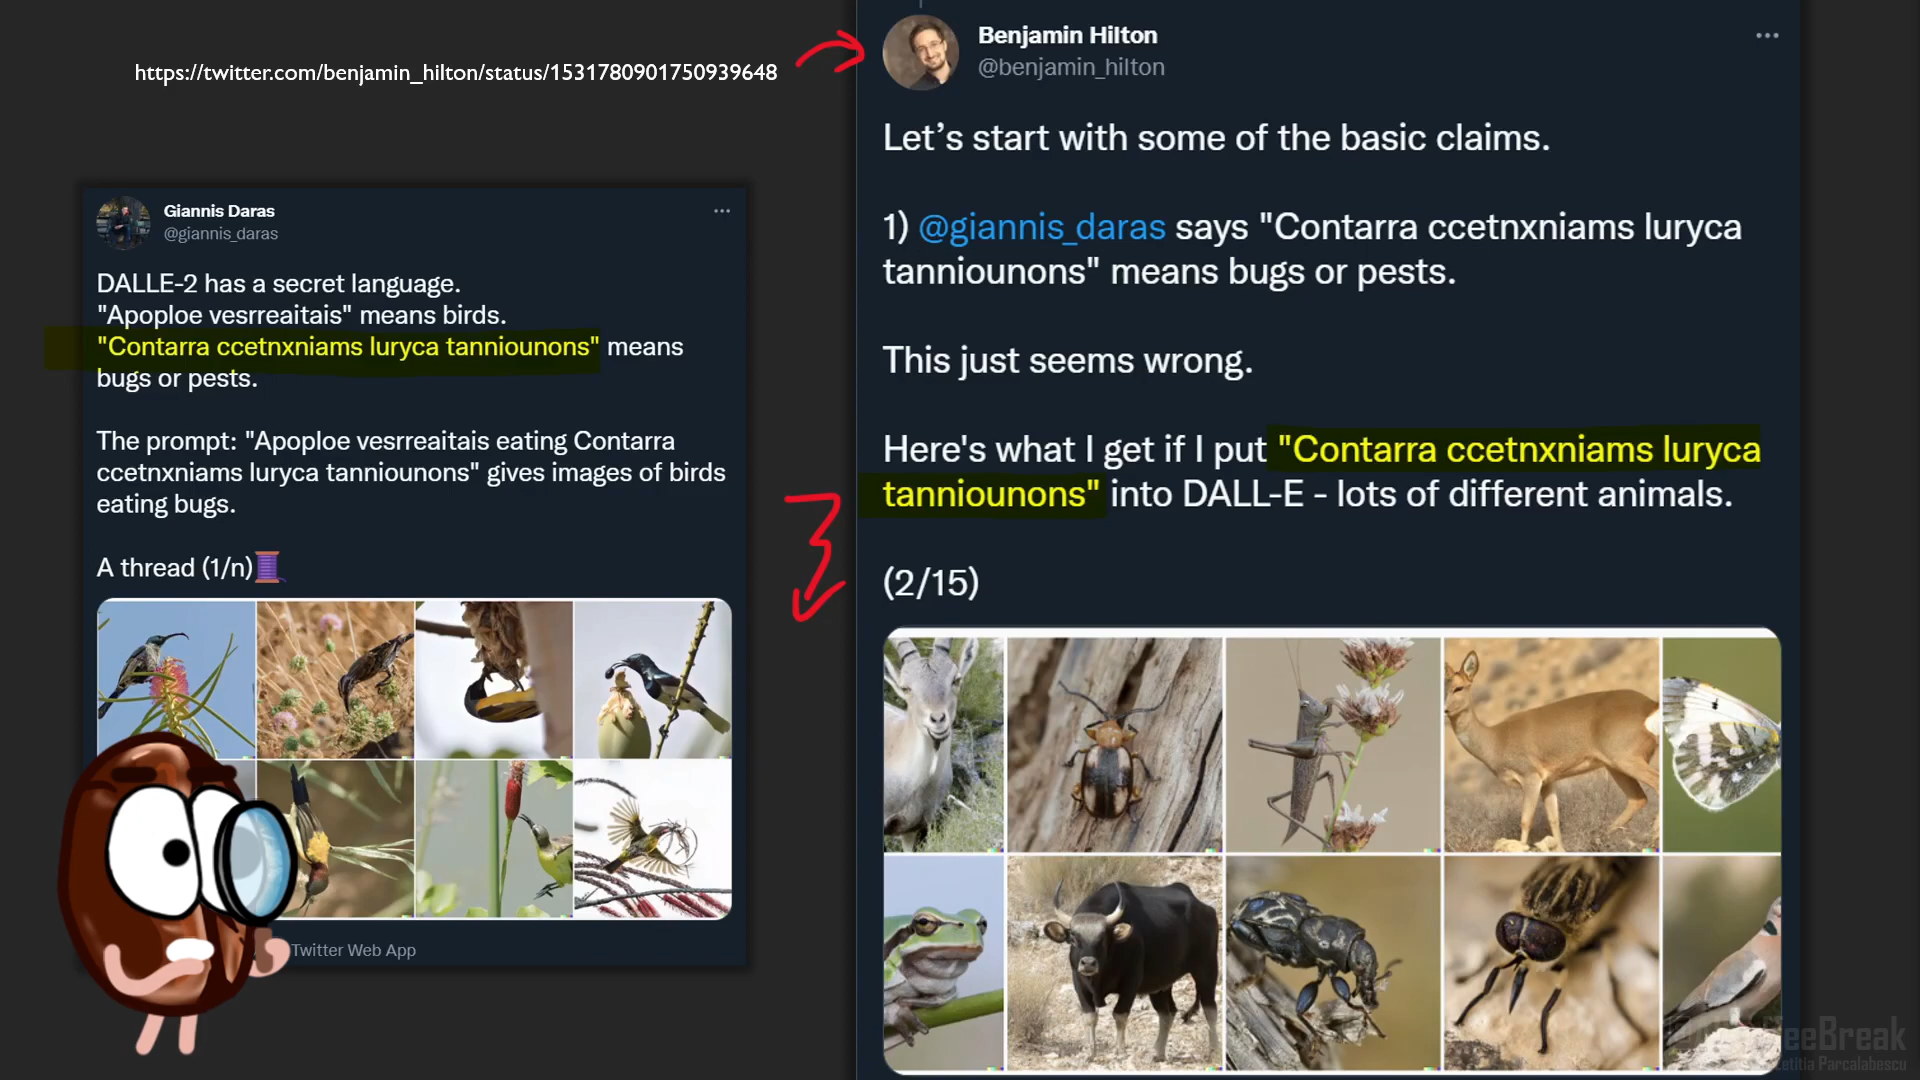 https://twitter.com/benjamin_hilton/status/1531780901750939648
Giannis Daras
@giannis_daras
DALLE-2 has a secret language.
"Apoploe vesrreaitais" means birds.
"Contarra ccetnxniams luryca tanniounons" means
bugs or pests.
The prompt: "Apoploe vesrreaitais eating Contarra
ccetnxniams luryca tanniounons" gives images of birds
eating bugs.
A thread (1/n)
Twitter Web App
Benjamin Hilton
@benjamin_hilton
Let’s start with some of the basic claims.
1) @giannis_daras says "Contarra ccetnxniams luryca
tanniounons" means bugs or pests.
This just seems wrong.
Here's what I get if I put "Contarra ccetnxniams luryca
tanniounons" into DALL-E - lots of different animals.
(2/15)
Parcalabescu